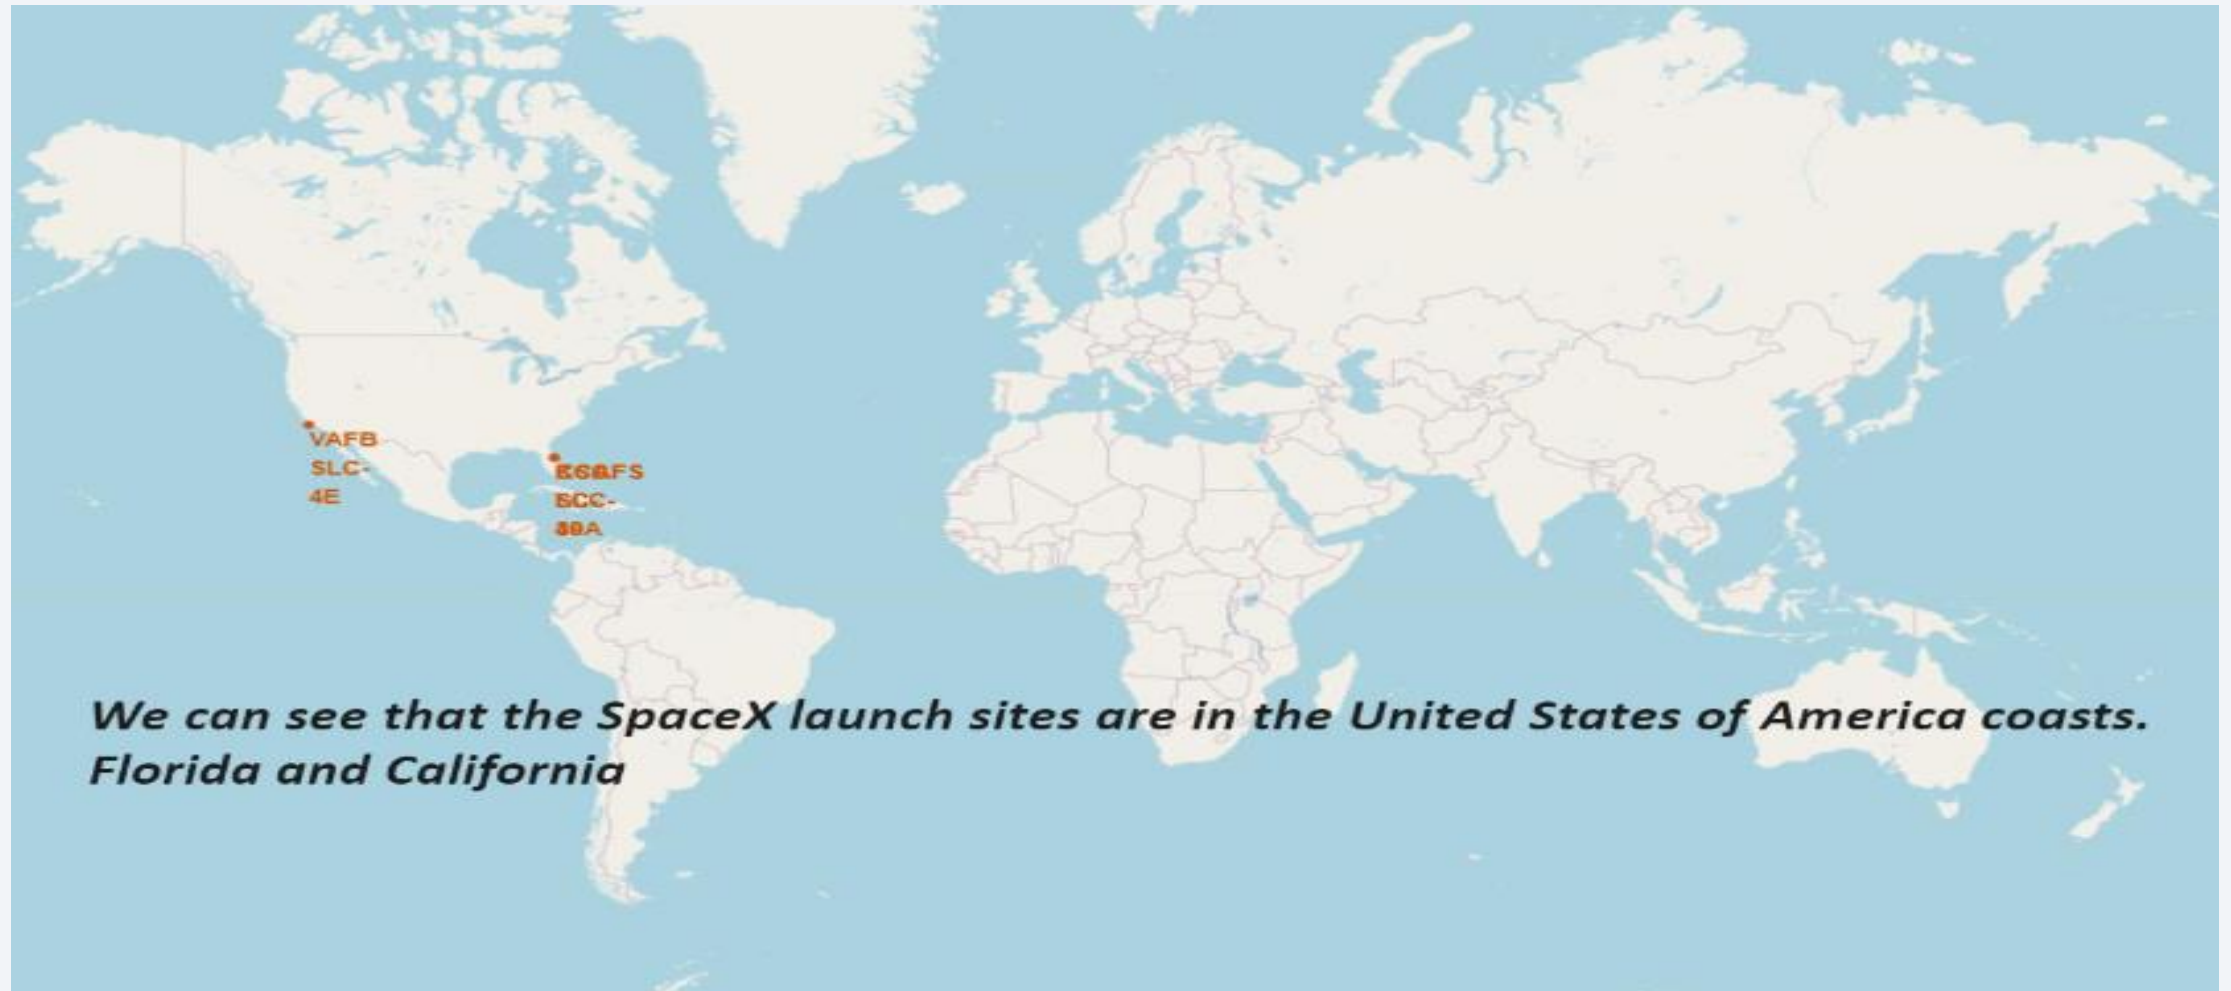 VAFB
SLC-
4E
We can see that the SpaceX launch sites are in the United States of America coasts.
Florida and California